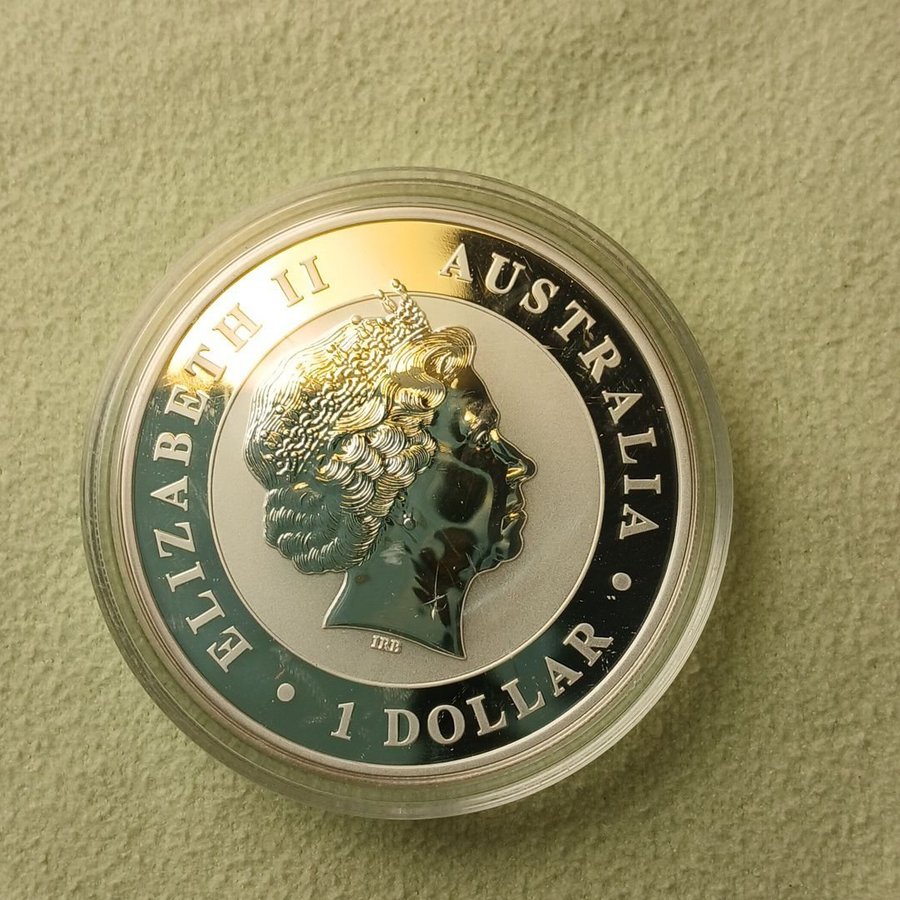 ELIZABETH II
AUSTRALIA
• 1 DOLLAR •
IRB